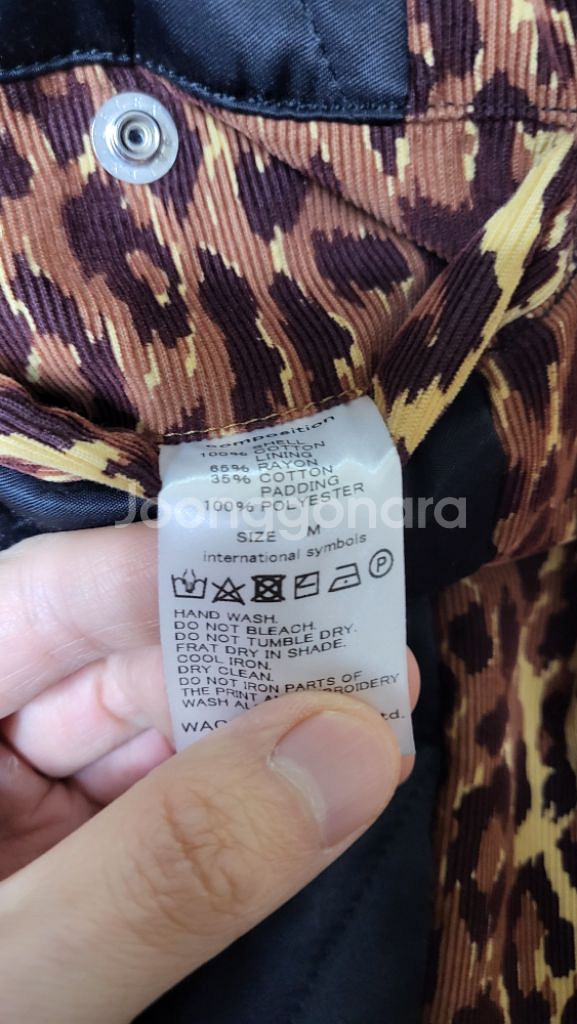 composition
SHELL
100% COTTON
LINING
65% RAYON
35% COTTON
PADDING
100% POLYESTER
SIZE M
international symbols
P
HAND WASH.
DO NOT BLEACH.
DO NOT TUMBLE DRY.
FRAT DRY IN SHADE.
COOL IRON.
DRY CLEAN.
DO NOT IRON PARTS OF
THE PRINT
WASH
Joonggonara